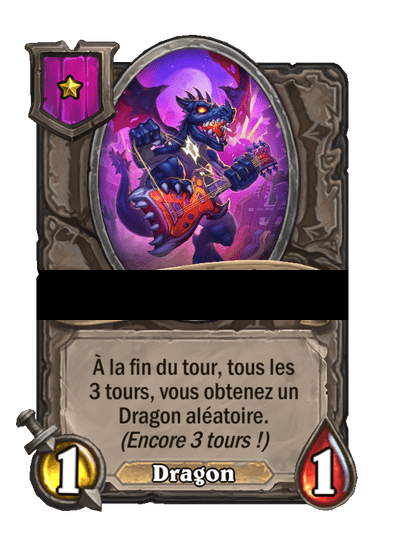 À la fin du tour, tous les
3 tours, vous obtenez un
Dragon aléatoire.
(Encore 3 tours !)
1
Dragon
1